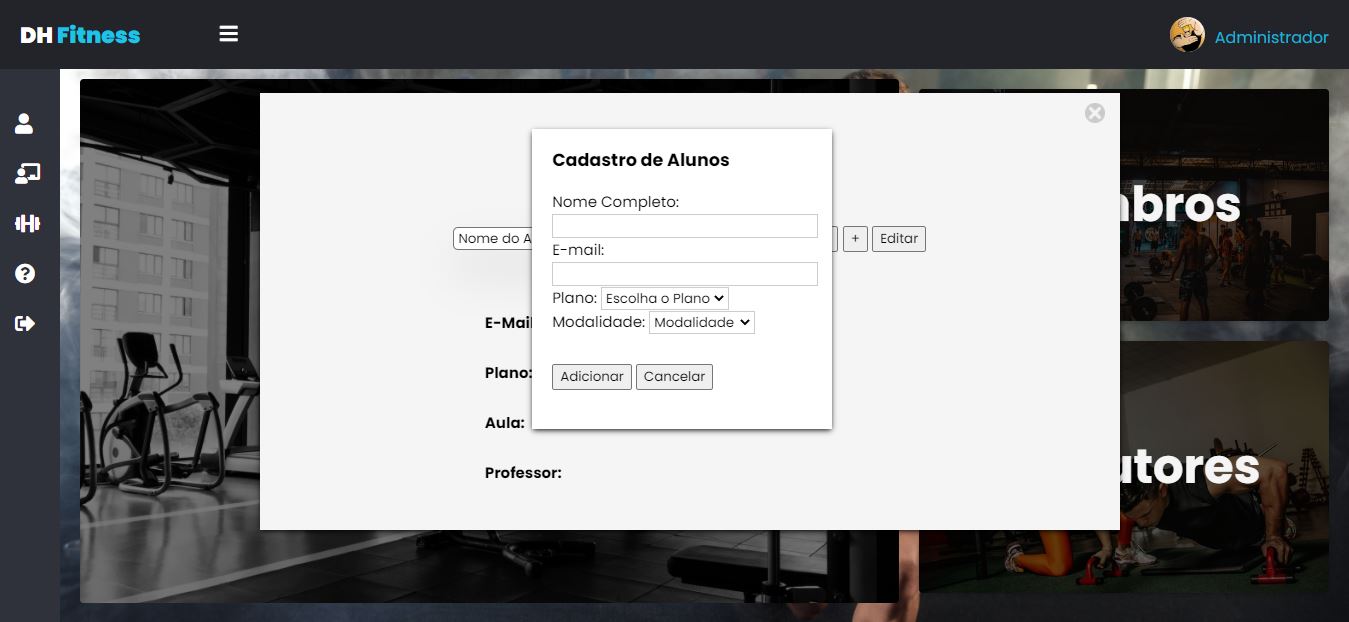 DH Fitness
Administrador
Cadastro de Alunos
Nome Completo:
Nome do A
+
Editar
E-mail:
Plano: Escolha o Plano
Modalidade: Modalidade
Adicionar
Cancelar
E-Mail
Plano:
Aula:
Professor:
mbros
utores